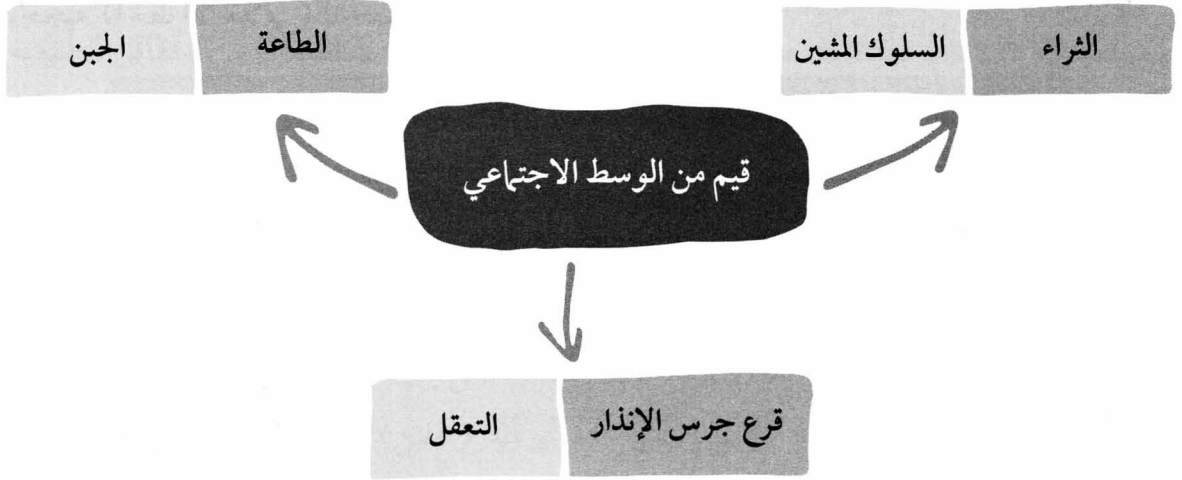 الثراء
السلوك المشين
الطاعة
الجبن
قيم من الوسط الاجتماعي
قرع جرس الإنذار
التعقل